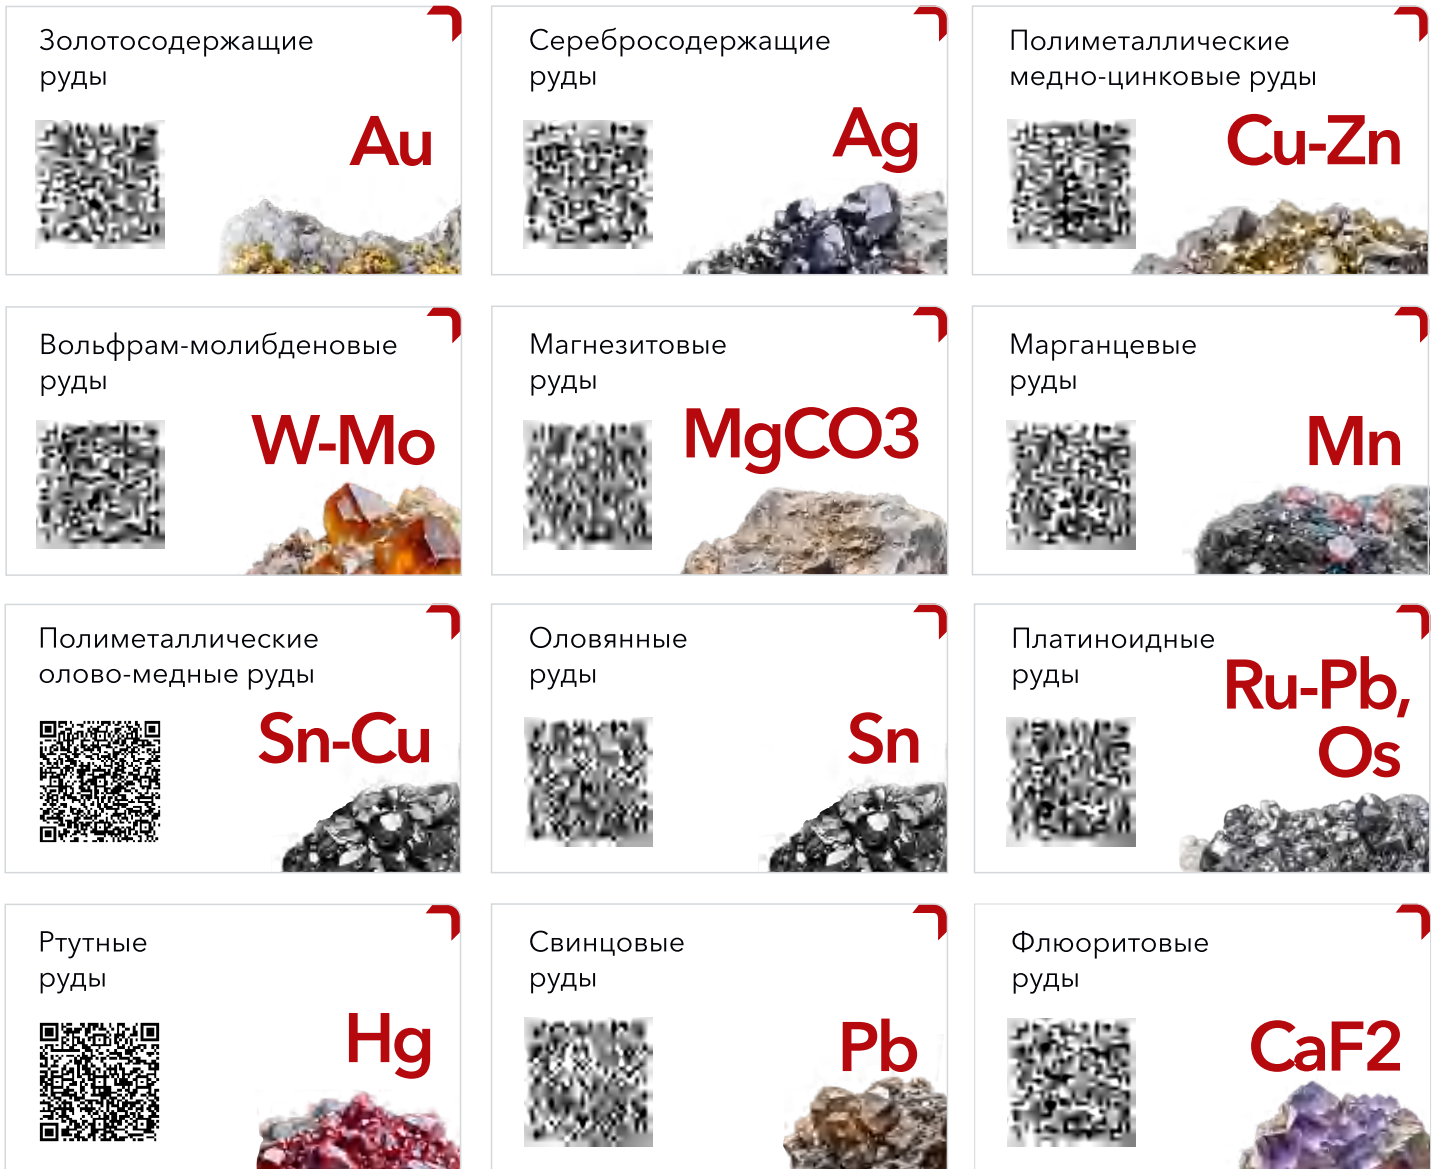 Золотосодержащие
руды
Au
Серебросодержащие
руды
Ag
Полиметаллические
медно-цинковые руды
Cu-Zn
Вольфрам-молибденовые
руды
W-Mo
Магнезитовые
руды
MgCO3
Марганцевые
руды
Mn
Полиметаллические
олово-медные руды
Sn-Cu
Оловянные
руды
Sn
Платиноидные
руды
Ru-Pb,
Os
Ртутные
руды
Hg
Свинцовые
руды
Pb
Флюоритовые
руды
CaF2